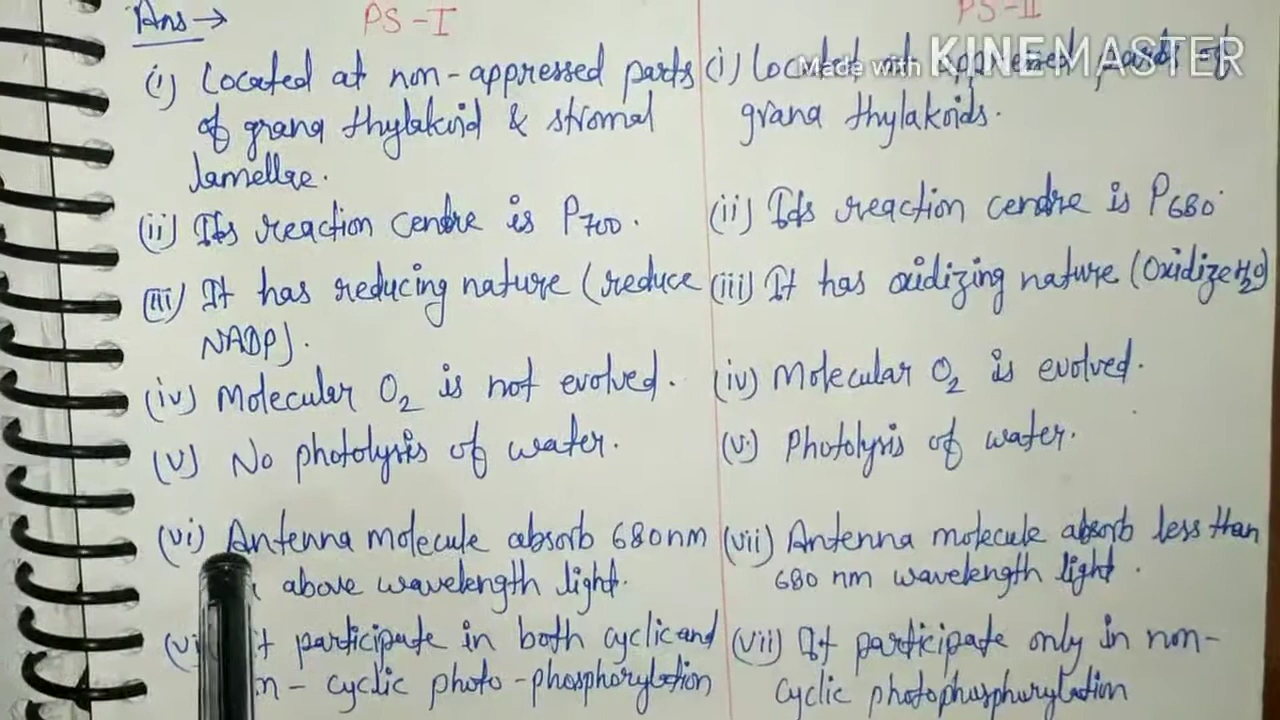 Ans →
PS-I
(i) Located at non-appressed parts
of grana thylakoid & stromal
lamellae.
(ii) Its reaction centre is P700.
(iii) It has reducing nature (reduce
NADP).
(iv) Molecular O2 is not evolved.
(v) No photolysis of water.
(vi) Antenna molecule absorb 680nm
above wavelength light.
participate in both cyclic and
- cyclic photo-phosphorylation
PS-II
(i) Located at appressed parts of
grana thylakoids.
(ii) Its reaction centre is P680.
(iii) It has oxidizing nature (Oxidize H2O)
(iv) Molecular O2 is evolved.
(v) Photolysis of water.
(vii) Antenna molecule absorb less than
680 nm wavelength light.
(vii) It participate only in non-
cyclic photophosphorylation
Made with KINEMASTER